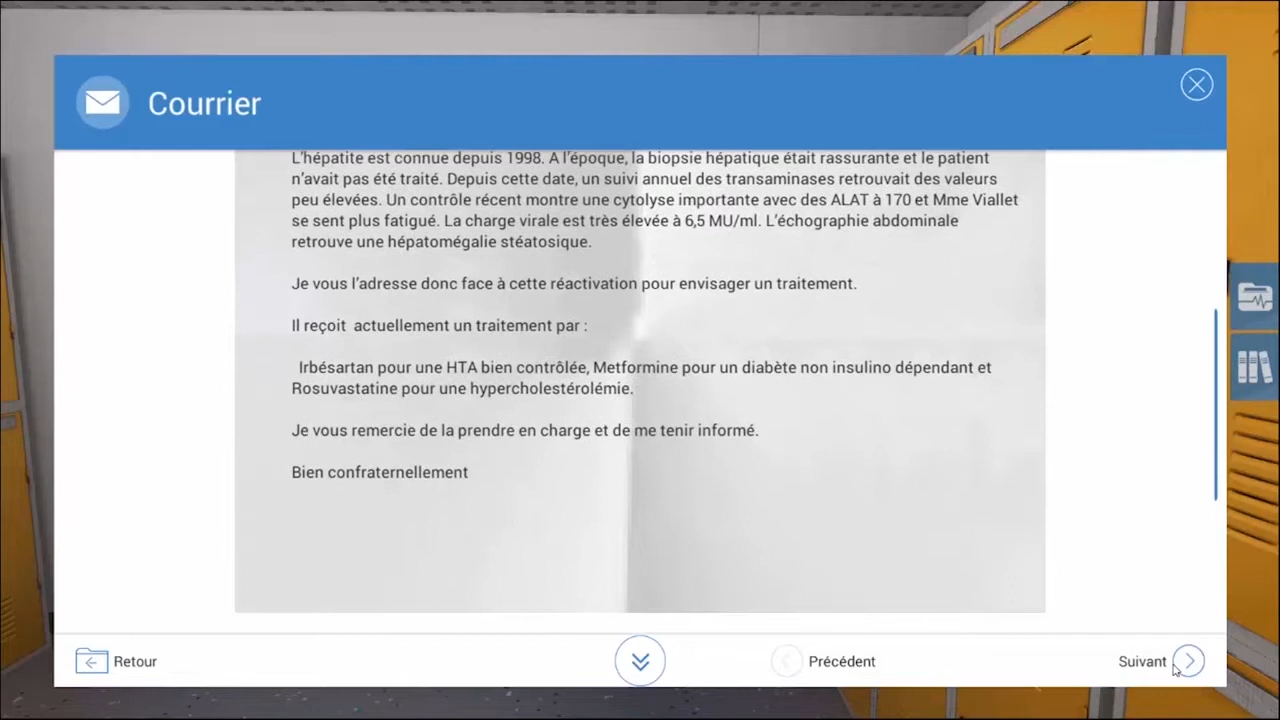 Courrier
L'hépatite est connue depuis 1998. A l'époque, la biopsie hépatique était rassurante et le patient
n'avait pas été traité. Depuis cette date, un suivi annuel des transaminases retrouvait des valeurs
peu élevées. Un contrôle récent montre une cytolyse importante avec des ALAT à 170 et Mme Viallet
se sent plus fatigué. La charge virale est très élevée à 6,5 MU/ml. L'échographie abdominale
retrouve une hépatomégalie stéatosique.
Je vous l'adresse donc face à cette réactivation pour envisager un traitement.
Il reçoit actuellement un traitement par :
Irbésartan pour une HTA bien contrôlée, Metformine pour un diabète non insulino dépendant et
Rosuvastatine pour une hypercholestérolémie.
Je vous remercie de la prendre en charge et de me tenir informé.
Bien confraternellement
Retour
Précédent
Suivant